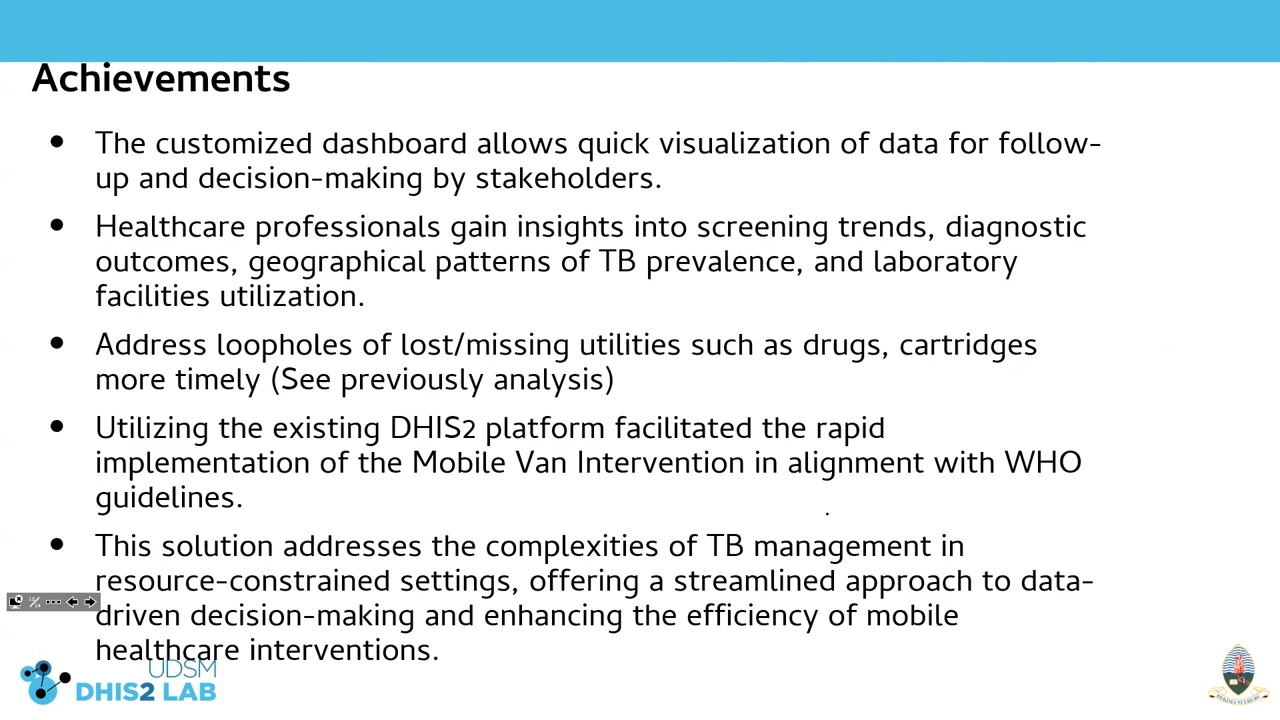 Achievements
• The customized dashboard allows quick visualization of data for follow-
up and decision-making by stakeholders.
• Healthcare professionals gain insights into screening trends, diagnostic
outcomes, geographical patterns of TB prevalence, and laboratory
facilities utilization.
• Address loopholes of lost/missing utilities such as drugs, cartridges
more timely (See previously analysis)
• Utilizing the existing DHIS2 platform facilitated the rapid
implementation of the Mobile Van Intervention in alignment with WHO
guidelines.
• This solution addresses the complexities of TB management in
resource-constrained settings, offering a streamlined approach to data-
driven decision-making and enhancing the efficiency of mobile
healthcare interventions.
UDSM
DHIS2 LAB